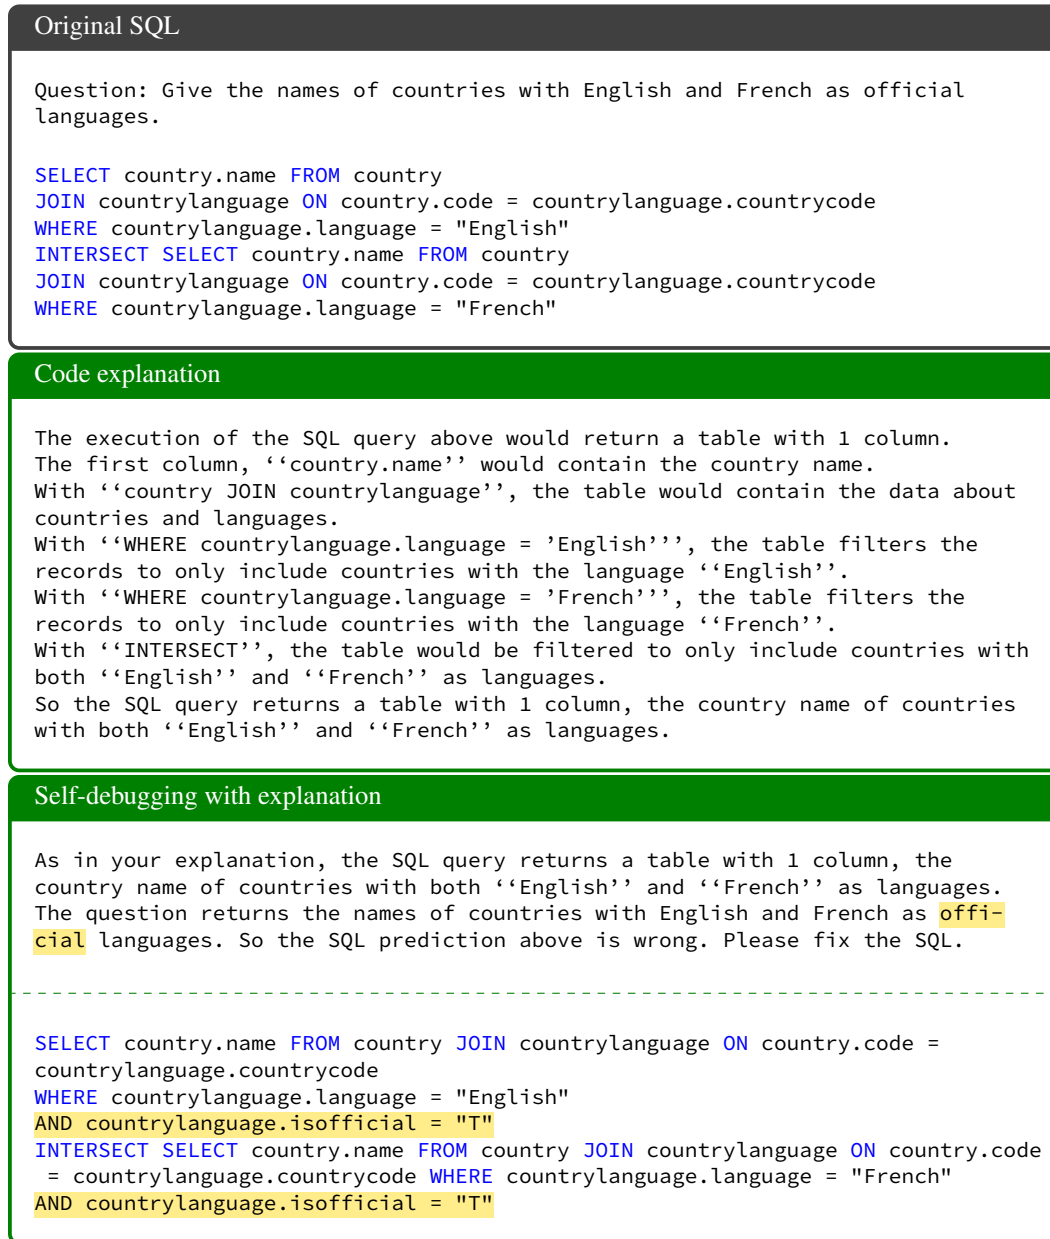 Original SQL
Question: Give the names of countries with English and French as official
languages.
SELECT country.name FROM country
JOIN countrylanguage ON country.code = countrylanguage.countrycode
WHERE countrylanguage.language = "English"
INTERSECT SELECT country.name FROM country
JOIN countrylanguage ON country.code = countrylanguage.countrycode
WHERE countrylanguage.language = "French"
Code explanation
The execution of the SQL query above would return a table with 1 column.
The first column, ‘‘country.name’’ would contain the country name.
With ‘‘country JOIN countrylanguage’’, the table would contain the data about
countries and languages.
With ‘‘WHERE countrylanguage.language = ’English’’’, the table filters the
records to only include countries with the language ‘‘English’’.
With ‘‘WHERE countrylanguage.language = ’French’’’, the table filters the
records to only include countries with the language ‘‘French’’.
With ‘‘INTERSECT’’, the table would be filtered to only include countries with
both ‘‘English’’ and ‘‘French’’ as languages.
So the SQL query returns a table with 1 column, the country name of countries
with both ‘‘English’’ and ‘‘French’’ as languages.
Self-debugging with explanation
As in your explanation, the SQL query returns a table with 1 column, the
country name of countries with both ‘‘English’’ and ‘‘French’’ as languages.
The question returns the names of countries with English and French as offi-
cial languages. So the SQL prediction above is wrong. Please fix the SQL.
SELECT country.name FROM country JOIN countrylanguage ON country.code =
countrylanguage.countrycode
WHERE countrylanguage.language = "English"
AND countrylanguage.isofficial = "T"
INTERSECT SELECT country.name FROM country JOIN countrylanguage ON country.code
= countrylanguage.countrycode WHERE countrylanguage.language = "French"
AND countrylanguage.isofficial = "T"